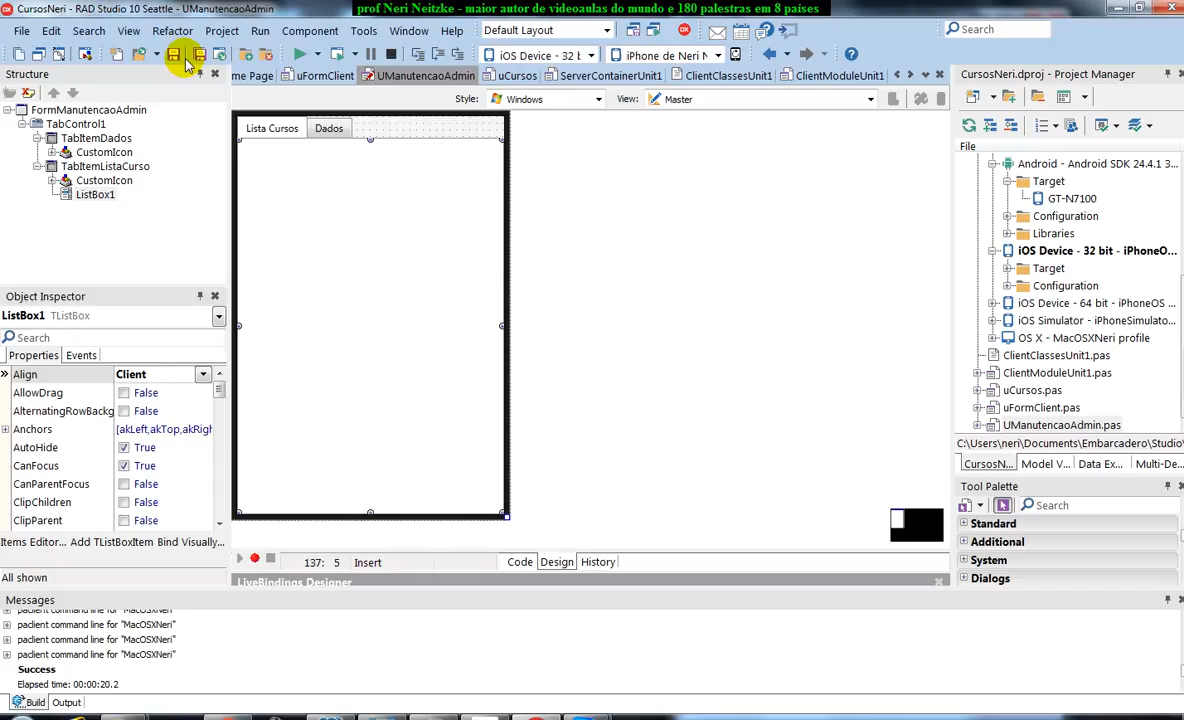 CursosNeri - RAD Studio 10 Seattle - UManutencaoAdmin
prof Neri Neitzke - maior autor de videoaulas do mundo e 180 palestras em 8 países
File Edit Search View Refactor Project Run Component Tools Window Help
Default Layout
Search
iOS Device - 32 b
iPhone de Neri N
Structure
me Page uFormClient UManutencaoAdmin uCursos ServerContainerUnit1 ClientClassesUnit1 ClientModuleUnit1
CursosNeri.dproj - Project Manager
Style: Windows View: Master
FormManutencaoAdmin
TabControl1
TabItemDados
CustomIcon
TabItemListaCurso
CustomIcon
ListBox1
Lista Cursos Dados
File
Android - Android SDK 24.4.1 3...
Target
GT-N7100
Configuration
Libraries
iOS Device - 32 bit - iPhoneO...
Target
Configuration
iOS Device - 64 bit - iPhoneOS ...
iOS Simulator - iPhoneSimulato...
OS X - MacOSXNeri profile
ClientClassesUnit1.pas
ClientModuleUnit1.pas
uCursos.pas
uFormClient.pas
UManutencaoAdmin.pas
C:\Users\neri\Documents\Embarcadero\Studio\
CursosN... Model V... Data Ex... Multi-De...
Object Inspector
ListBox1 TListBox
Search
Properties Events
Align Client
AllowDrag False
AlternatingRowBackg False
Anchors [akLeft,akTop,akRigh
AutoHide True
CanFocus True
CanParentFocus False
ClipChildren False
ClipParent False
Items Editor... Add TListBoxItem Bind Visually...
All shown
137: 5 Insert
Code Design History
LiveBindings Designer
Tool Palette
Search
Standard
Additional
System
Dialogs
Messages
paclient command line for "MacOSXNeri"
paclient command line for "MacOSXNeri"
paclient command line for "MacOSXNeri"
paclient command line for "MacOSXNeri"
Success
Elapsed time: 00:00:20.2
Build Output